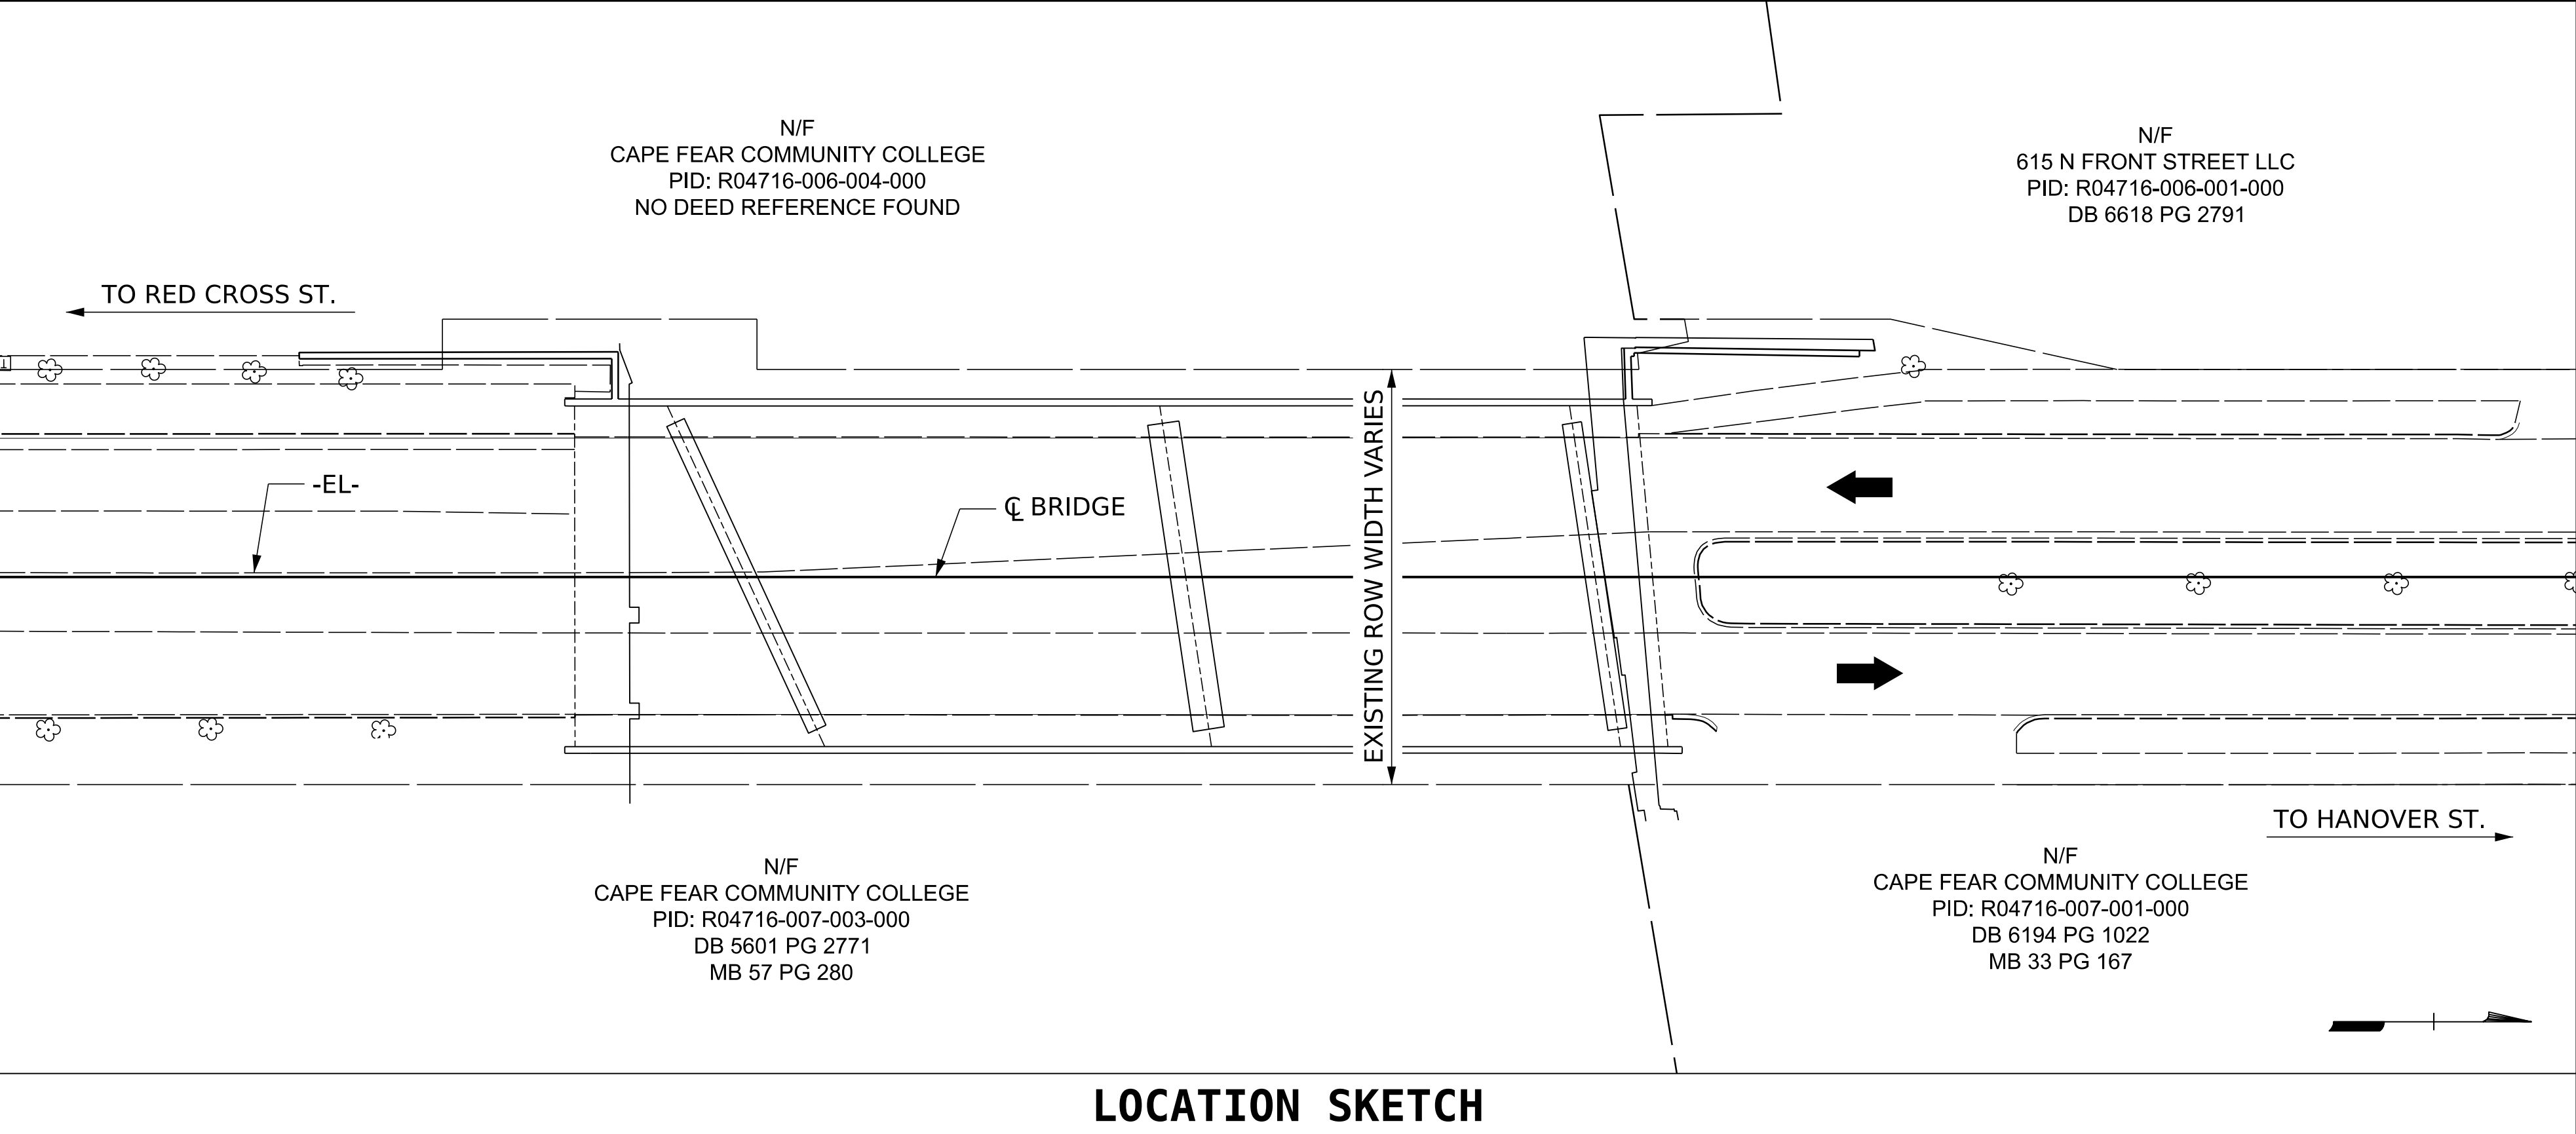 N/F
CAPE FEAR COMMUNITY COLLEGE
PID: R04716-006-004-000
NO DEED REFERENCE FOUND
N/F
615 N FRONT STREET LLC
PID: R04716-006-001-000
DB 6618 PG 2791
TO RED CROSS ST.
-EL-
℄ BRIDGE
EXISTING ROW WIDTH VARIES
TO HANOVER ST.
N/F
CAPE FEAR COMMUNITY COLLEGE
PID: R04716-007-003-000
DB 5601 PG 2771
MB 57 PG 280
N/F
CAPE FEAR COMMUNITY COLLEGE
PID: R04716-007-001-000
DB 6194 PG 1022
MB 33 PG 167
LOCATION SKETCH